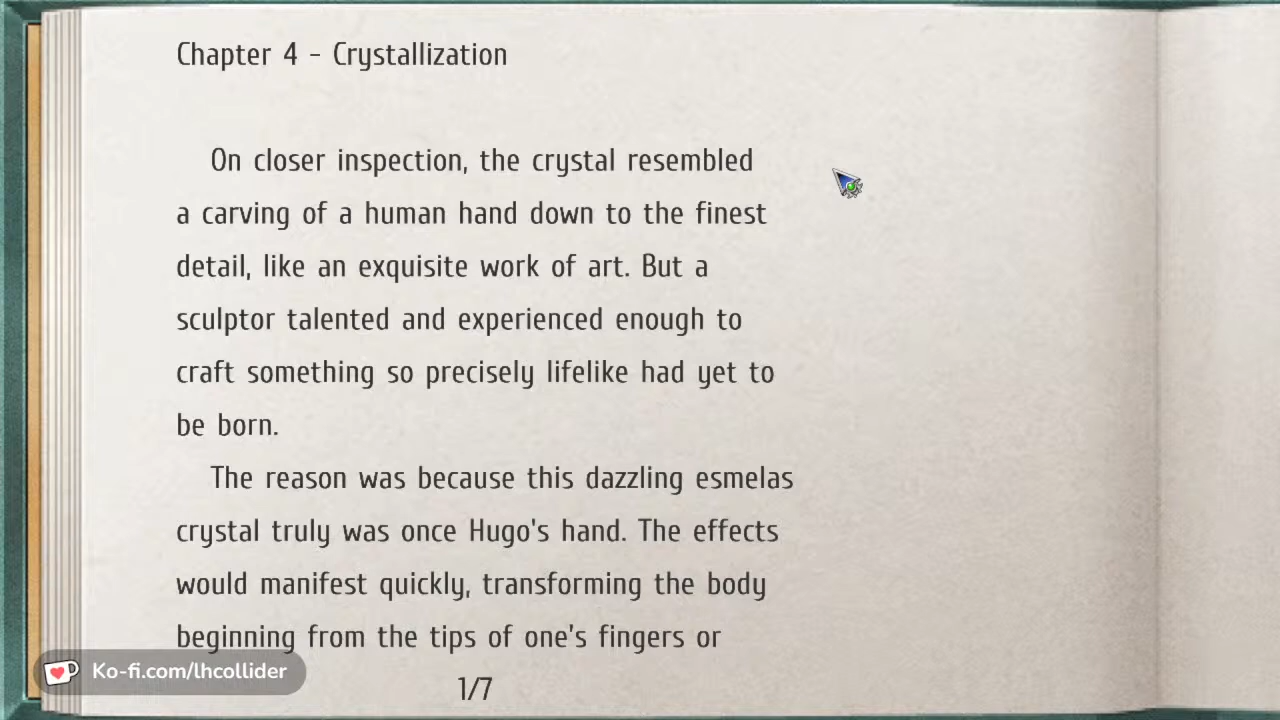 Chapter 4 - Crystallization
On closer inspection, the crystal resembled
a carving of a human hand down to the finest
detail, like an exquisite work of art. But a
sculptor talented and experienced enough to
craft something so precisely lifelike had yet to
be born.
The reason was because this dazzling esmelas
crystal truly was once Hugo's hand. The effects
would manifest quickly, transforming the body
beginning from the tips of one's fingers or
Ko-fi.com/lhcollider
1/7